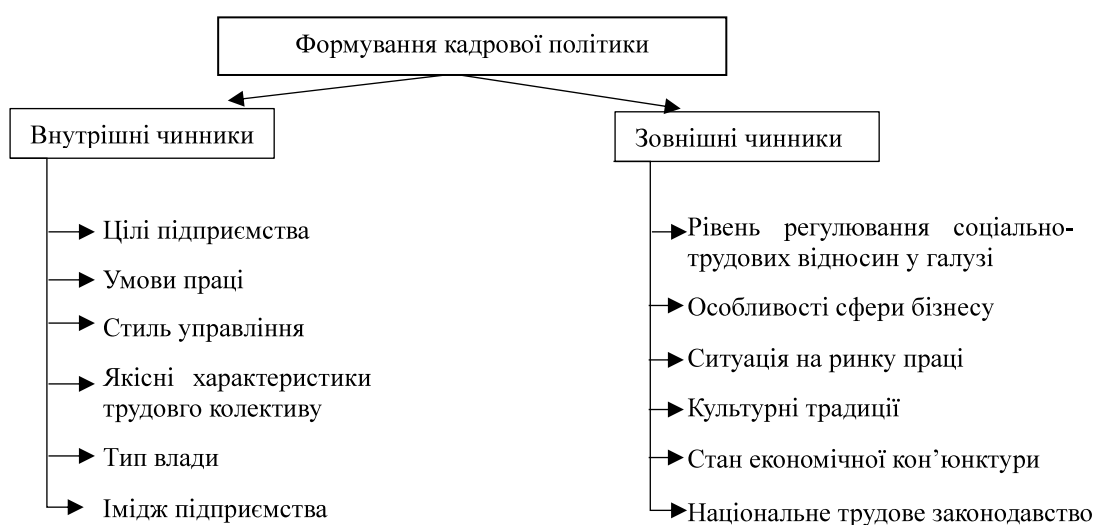 Формування кадрової політики
Внутрішні чинники
Цілі підприємства
Умови праці
Стиль управління
Якісні характеристики
трудовго колективу
Тип влади
Імідж підприємства
Зовнішні чинники
Рівень регулювання соціально-
трудових відносин у галузі
Особливості сфери бізнесу
Ситуація на ринку праці
Культурні традиції
Стан економічної кон’юнктури
Національне трудове законодавство